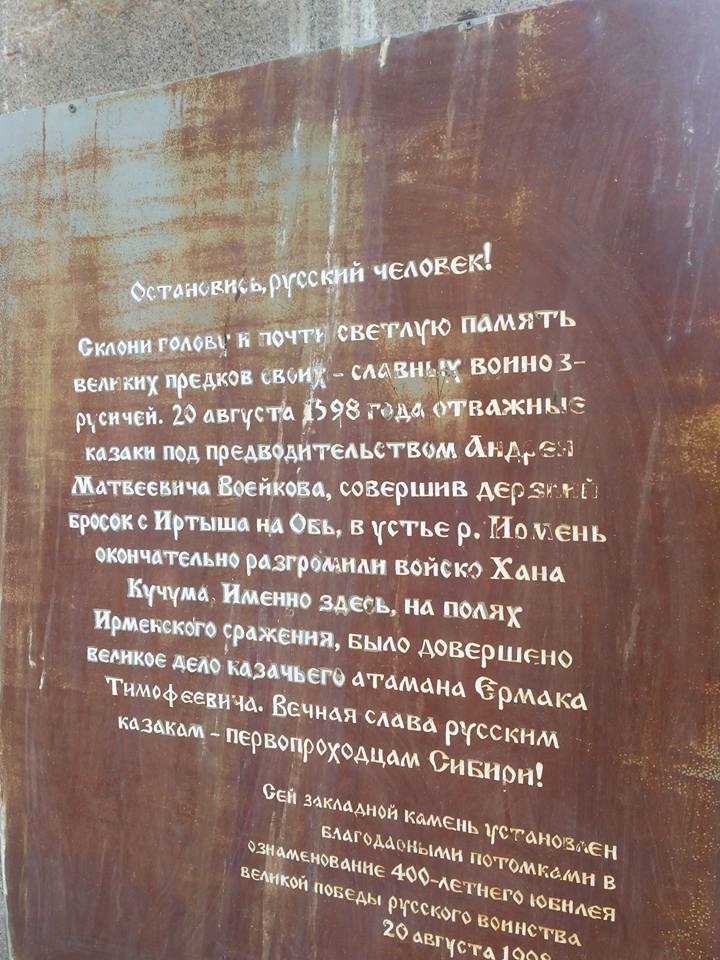 Остановись, русский человек!
Склони голову и почти светлую память
великих предков своих – славных воинов-
русичей. 20 августа 1598 года отважные
казаки под предводительством Андрея
Матвеевича Воейкова, совершив дерзкий
бросок с Иртыша на Обь, в устье р. Ирмень
окончательно разгромили войско Хана
Кучума. Именно здесь, на полях
Ирменского сражения, было довершено
великое дело казачьего атамана Ермака
Тимофеевича. Вечная слава русским
казакам – первопроходцам Сибири!
Сей закладной камень установлен
благодарными потомками в
ознаменование 400-летнего юбилея
великой победы русского воинства
20 августа